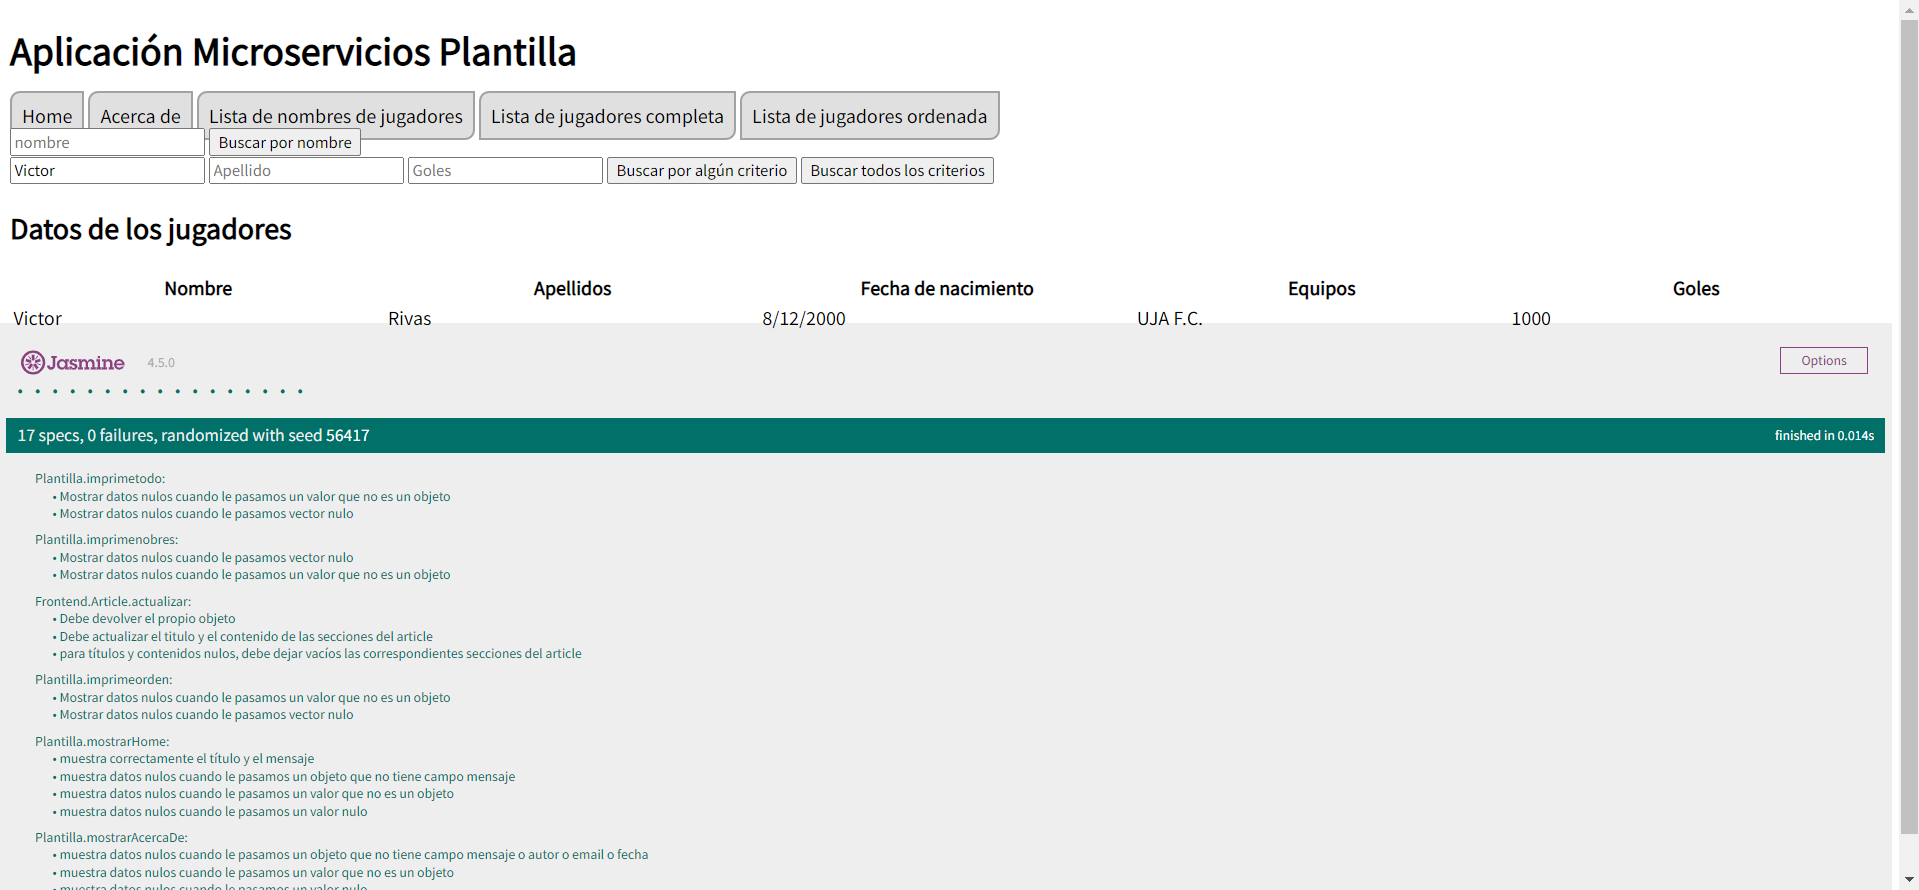 Aplicación Microservicios Plantilla
Home Acerca de Lista de nombres de jugadores Lista de jugadores completa Lista de jugadores ordenada
nombre Buscar por nombre
Victor Apellido Goles Buscar por algún criterio Buscar todos los criterios
Datos de los jugadores
Nombre Apellidos Fecha de nacimiento Equipos Goles
Victor Rivas 8/12/2000 UJA F.C. 1000
Jasmine 4.5.0 Options
• • • • • • • • • • • • • • • • •
17 specs, 0 failures, randomized with seed 56417 finished in 0.014s
Plantilla.imprimetodo:
• Mostrar datos nulos cuando le pasamos un valor que no es un objeto
• Mostrar datos nulos cuando le pasamos vector nulo
Plantilla.imprimenobres:
• Mostrar datos nulos cuando le pasamos vector nulo
• Mostrar datos nulos cuando le pasamos un valor que no es un objeto
Frontend.Article.actualizar:
• Debe devolver el propio objeto
• Debe actualizar el titulo y el contenido de las secciones del article
• para títulos y contenidos nulos, debe dejar vacíos las correspondientes secciones del article
Plantilla.imprimeorden:
• Mostrar datos nulos cuando le pasamos un valor que no es un objeto
• Mostrar datos nulos cuando le pasamos vector nulo
Plantilla.mostrarHome:
• muestra correctamente el título y el mensaje
• muestra datos nulos cuando le pasamos un objeto que no tiene campo mensaje
• muestra datos nulos cuando le pasamos un valor que no es un objeto
• muestra datos nulos cuando le pasamos un valor nulo
Plantilla.mostrarAcercaDe:
• muestra datos nulos cuando le pasamos un objeto que no tiene campo mensaje o autor o email o fecha
• muestra datos nulos cuando le pasamos un valor que no es un objeto
• muestra datos nulos cuando le pasamos un valor nulo